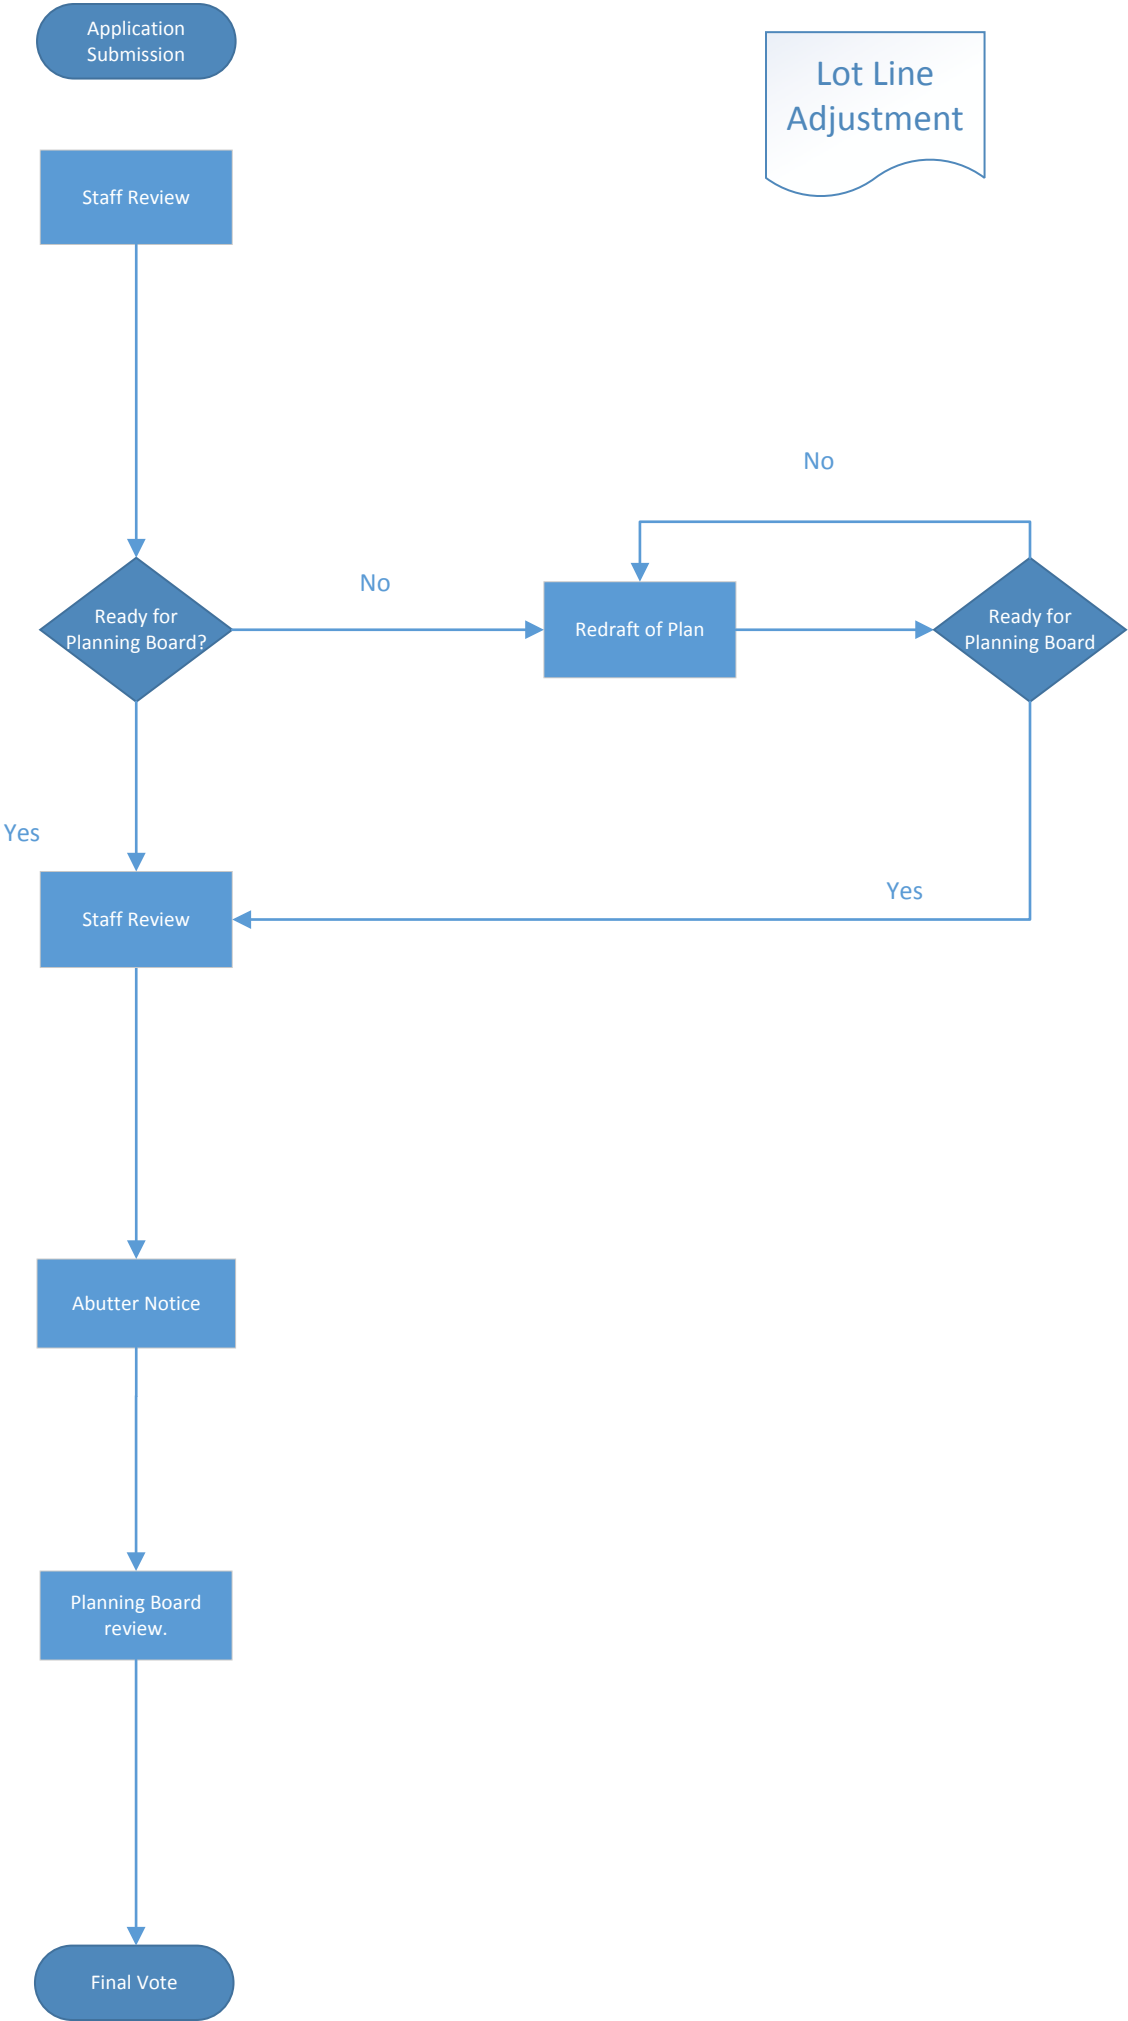 Application
Submission
Lot Line
Adjustment
Staff Review
No
No
Ready for
Planning Board?
Redraft of Plan
Ready for
Planning Board
Yes
Yes
Staff Review
Abutter Notice
Planning Board
review.
Final Vote